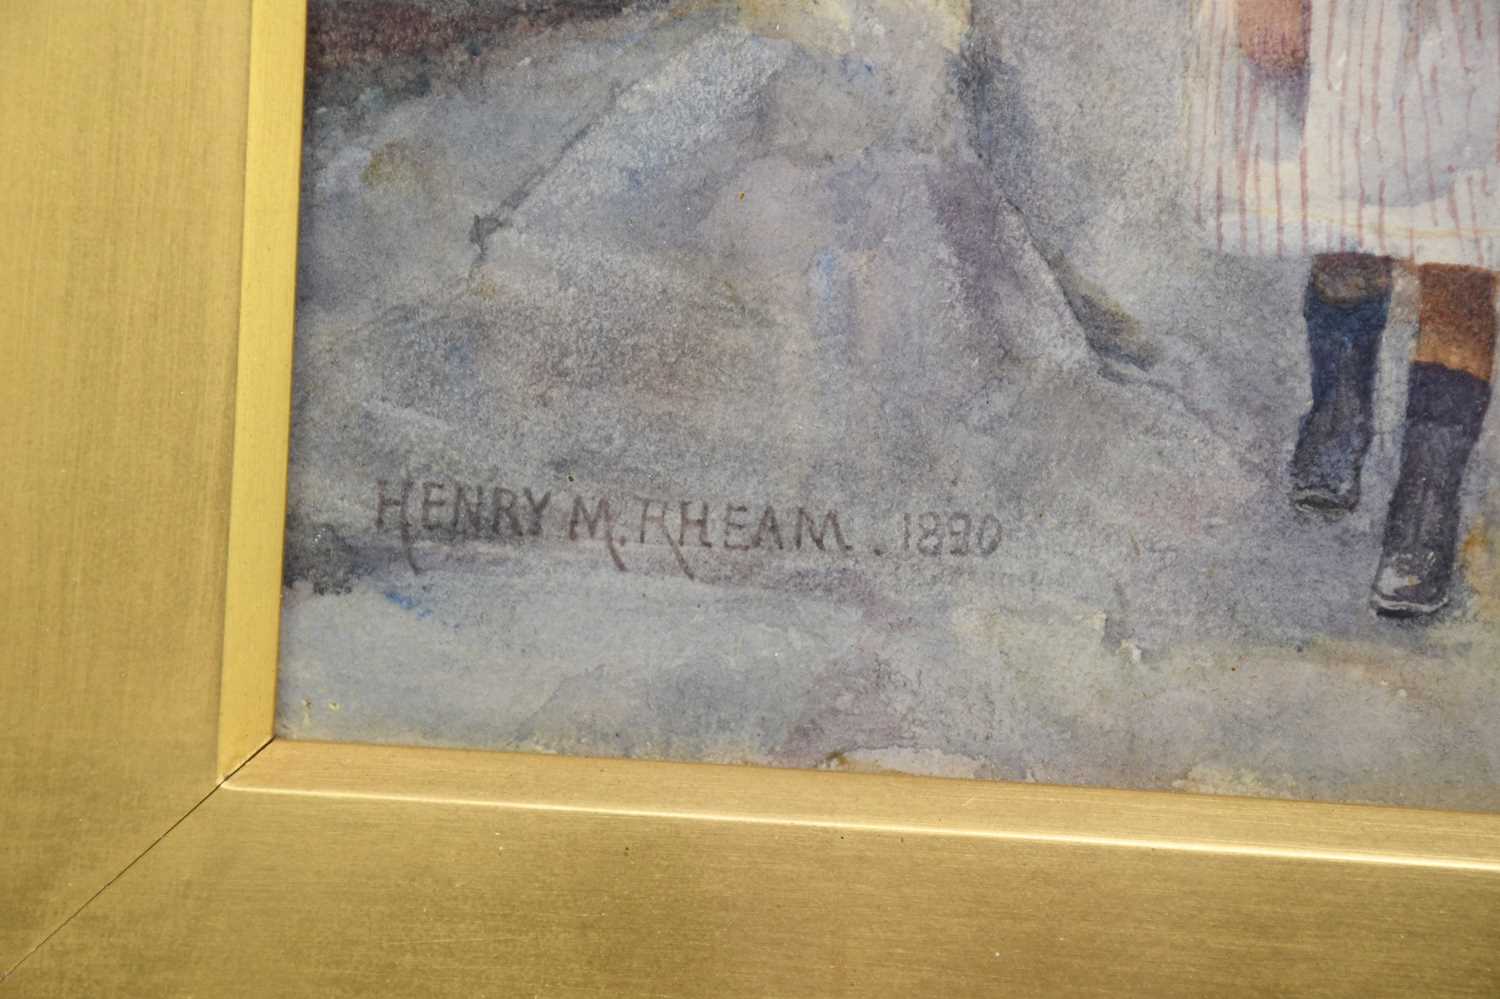 HENRY M. RHEAM . 1890